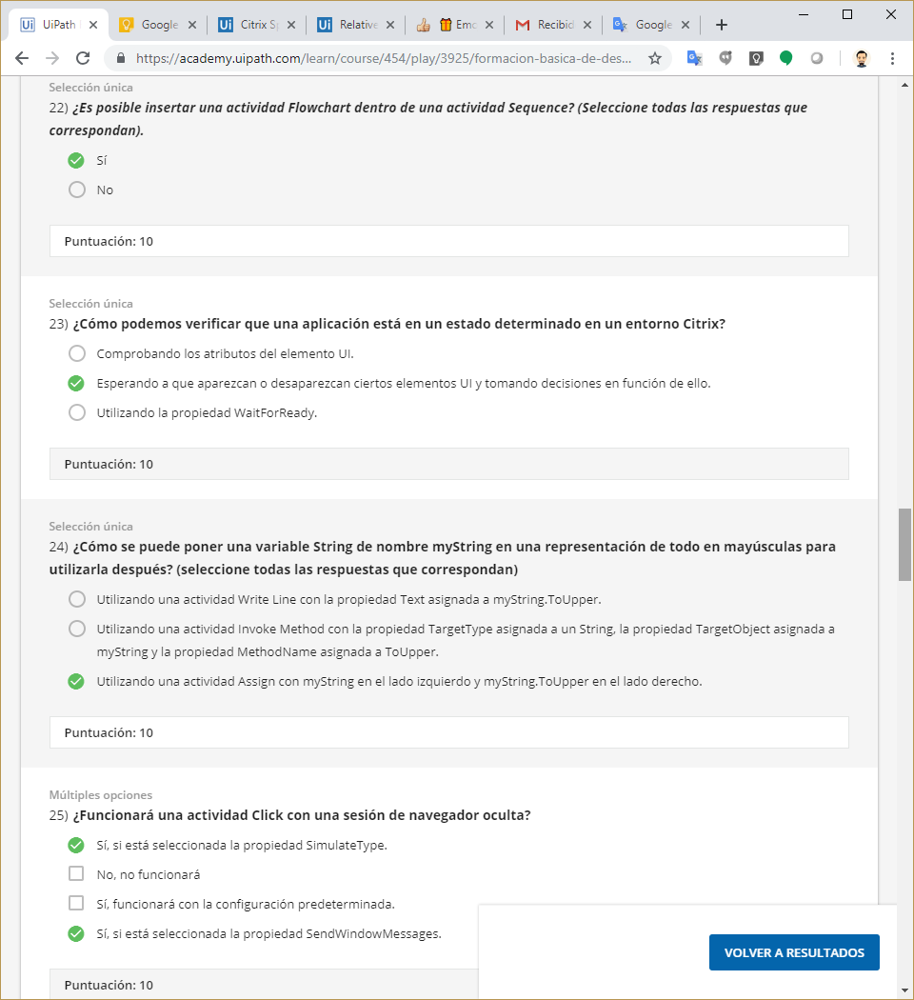 UiPath
Google
Citrix Sp
Relative
Emo
Recibid
Google
https://academy.uipath.com/learn/course/454/play/3925/formacion-basica-de-des...
Selección única
22) ¿Es posible insertar una actividad Flowchart dentro de una actividad Sequence? (Seleccione todas las respuestas que
correspondan).
Sí
No
Puntuación: 10
Selección única
23) ¿Cómo podemos verificar que una aplicación está en un estado determinado en un entorno Citrix?
Comprobando los atributos del elemento UI.
Esperando a que aparezcan o desaparezcan ciertos elementos UI y tomando decisiones en función de ello.
Utilizando la propiedad WaitForReady.
Puntuación: 10
Selección única
24) ¿Cómo se puede poner una variable String de nombre myString en una representación de todo en mayúsculas para
utilizarla después? (seleccione todas las respuestas que correspondan)
Utilizando una actividad Write Line con la propiedad Text asignada a myString.ToUpper.
Utilizando una actividad Invoke Method con la propiedad TargetType asignada a un String, la propiedad TargetObject asignada a
myString y la propiedad MethodName asignada a ToUpper.
Utilizando una actividad Assign con myString en el lado izquierdo y myString.ToUpper en el lado derecho.
Puntuación: 10
Múltiples opciones
25) ¿Funcionará una actividad Click con una sesión de navegador oculta?
Sí, si está seleccionada la propiedad SimulateType.
No, no funcionará
Sí, funcionará con la configuración predeterminada.
Sí, si está seleccionada la propiedad SendWindowMessages.
VOLVER A RESULTADOS
Puntuación: 10